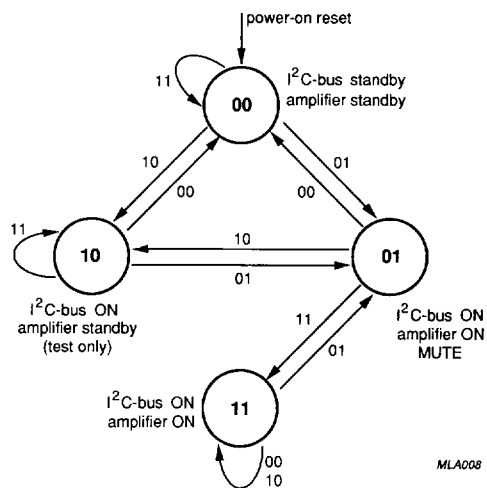 power-on reset
11
00
I²C-bus standby
amplifier standby
10
00
01
00
11
10
10
01
01
I²C-bus ON
amplifier standby
(test only)
I²C-bus ON
amplifier ON
MUTE
11
01
I²C-bus ON
amplifier ON
11
00
10
MLA008